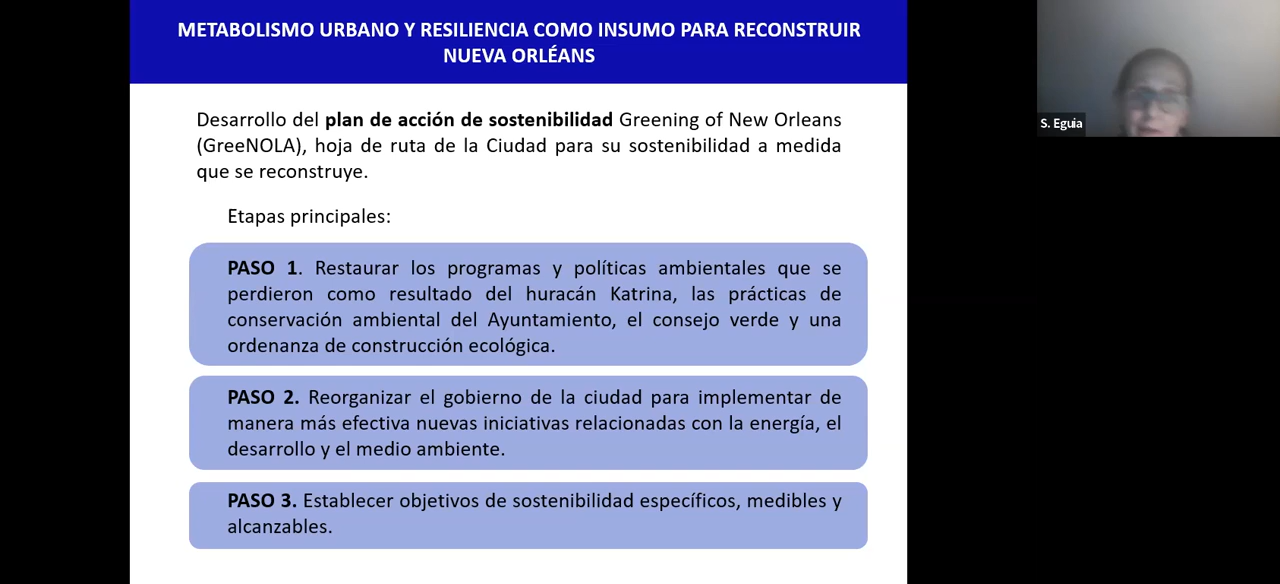 METABOLISMO URBANO Y RESILIENCIA COMO INSUMO PARA RECONSTRUIR
NUEVA ORLÉANS
Desarrollo del plan de acción de sostenibilidad Greening of New Orleans
(GreeNOLA), hoja de ruta de la Ciudad para su sostenibilidad a medida
que se reconstruye.
Etapas principales:
PASO 1. Restaurar los programas y políticas ambientales que se
perdieron como resultado del huracán Katrina, las prácticas de
conservación ambiental del Ayuntamiento, el consejo verde y una
ordenanza de construcción ecológica.
PASO 2. Reorganizar el gobierno de la ciudad para implementar de
manera más efectiva nuevas iniciativas relacionadas con la energía, el
desarrollo y el medio ambiente.
PASO 3. Establecer objetivos de sostenibilidad específicos, medibles y
alcanzables.
S. Eguia